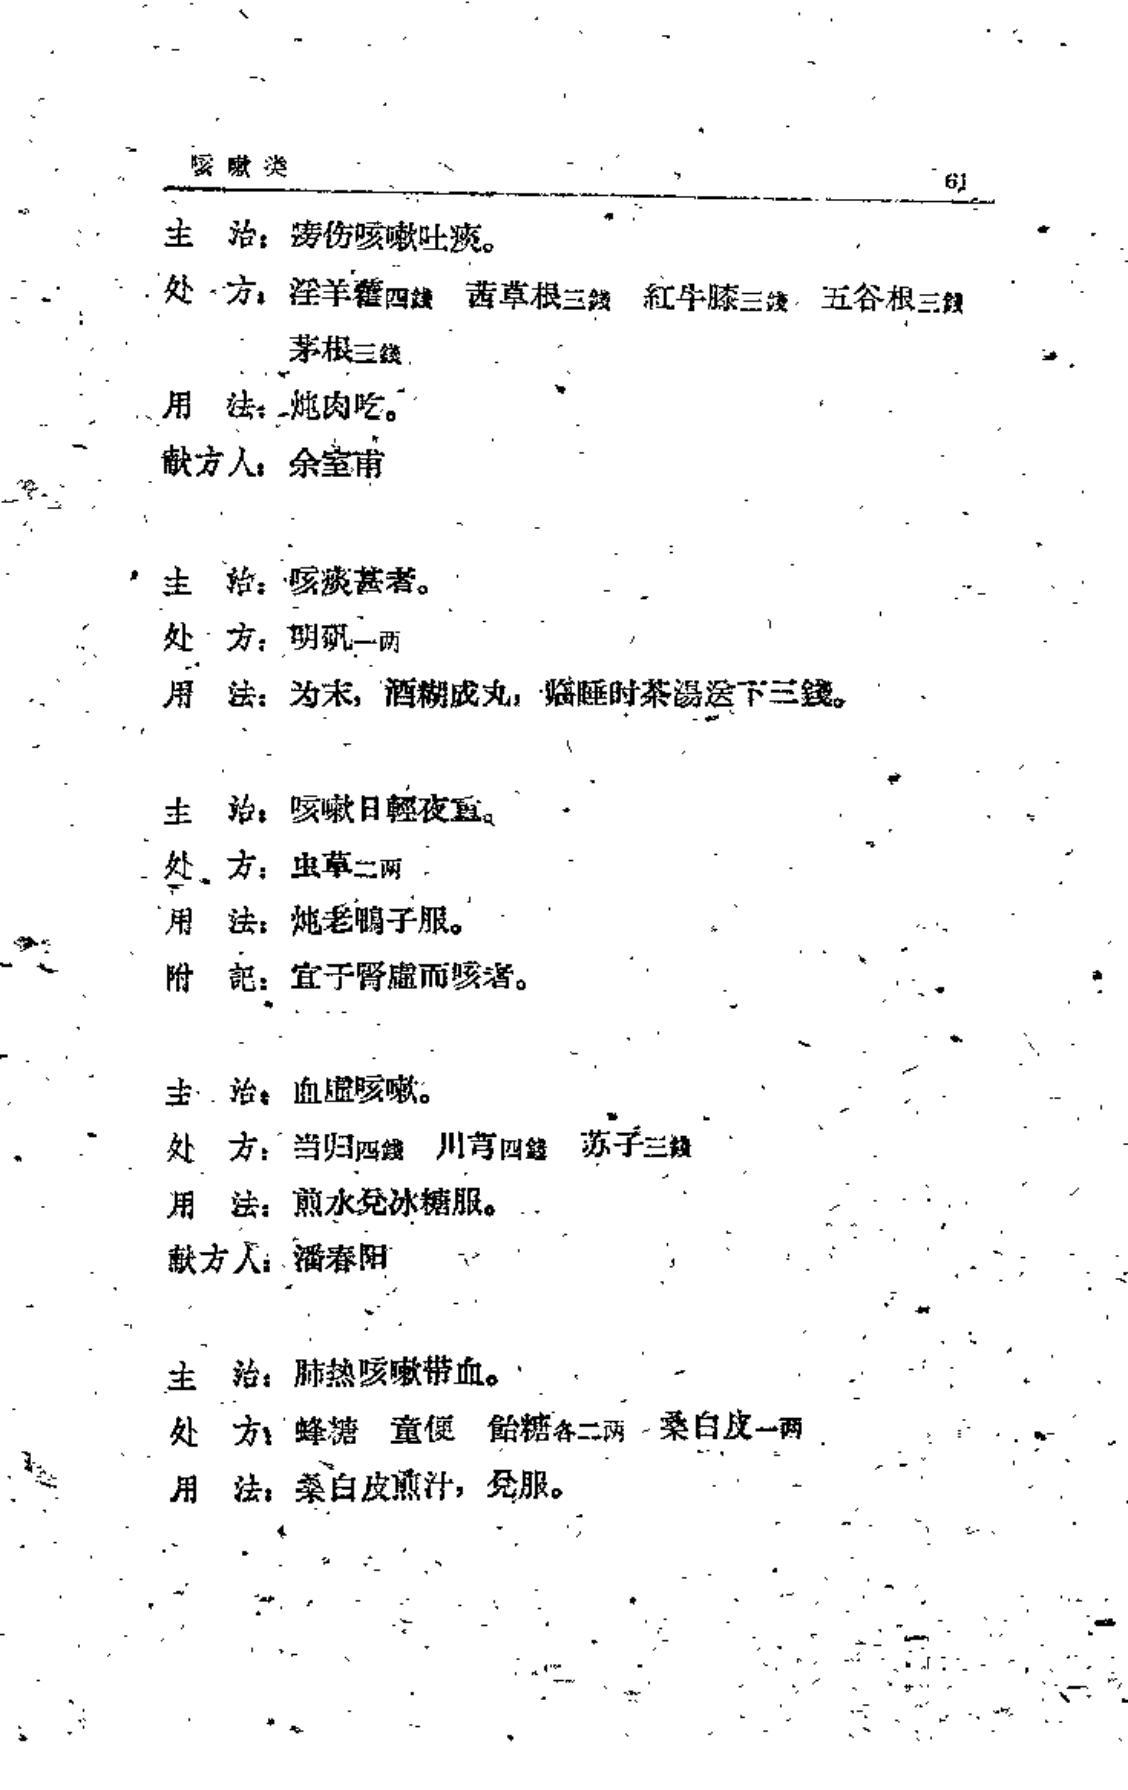 咳嗽类 61
主　治：痨伤咳嗽吐痰。
处　方：淫羊藿四錢　茜草根三錢　紅牛膝三錢　五谷根三錢
茅根三錢
用　法：炖肉吃。
献方人：余室甫
主　治：咳痰甚者。
处　方：明矾一两
用　法：为末，酒糊成丸，临睡时茶湯送下三錢。
主　治：咳嗽日輕夜重。
处　方：虫草二两
用　法：炖老鴨子服。
附　記：宜于腎虛而咳者。
主　治：血虛咳嗽。
处　方：当归四錢　川芎四錢　苏子三錢
用　法：煎水兌冰糖服。
献方人：潘春阳
主　治：肺热咳嗽带血。
处　方：蜂糖　童便　飴糖各二两　桑白皮一两
用　法：桑白皮煎汁，兌服。